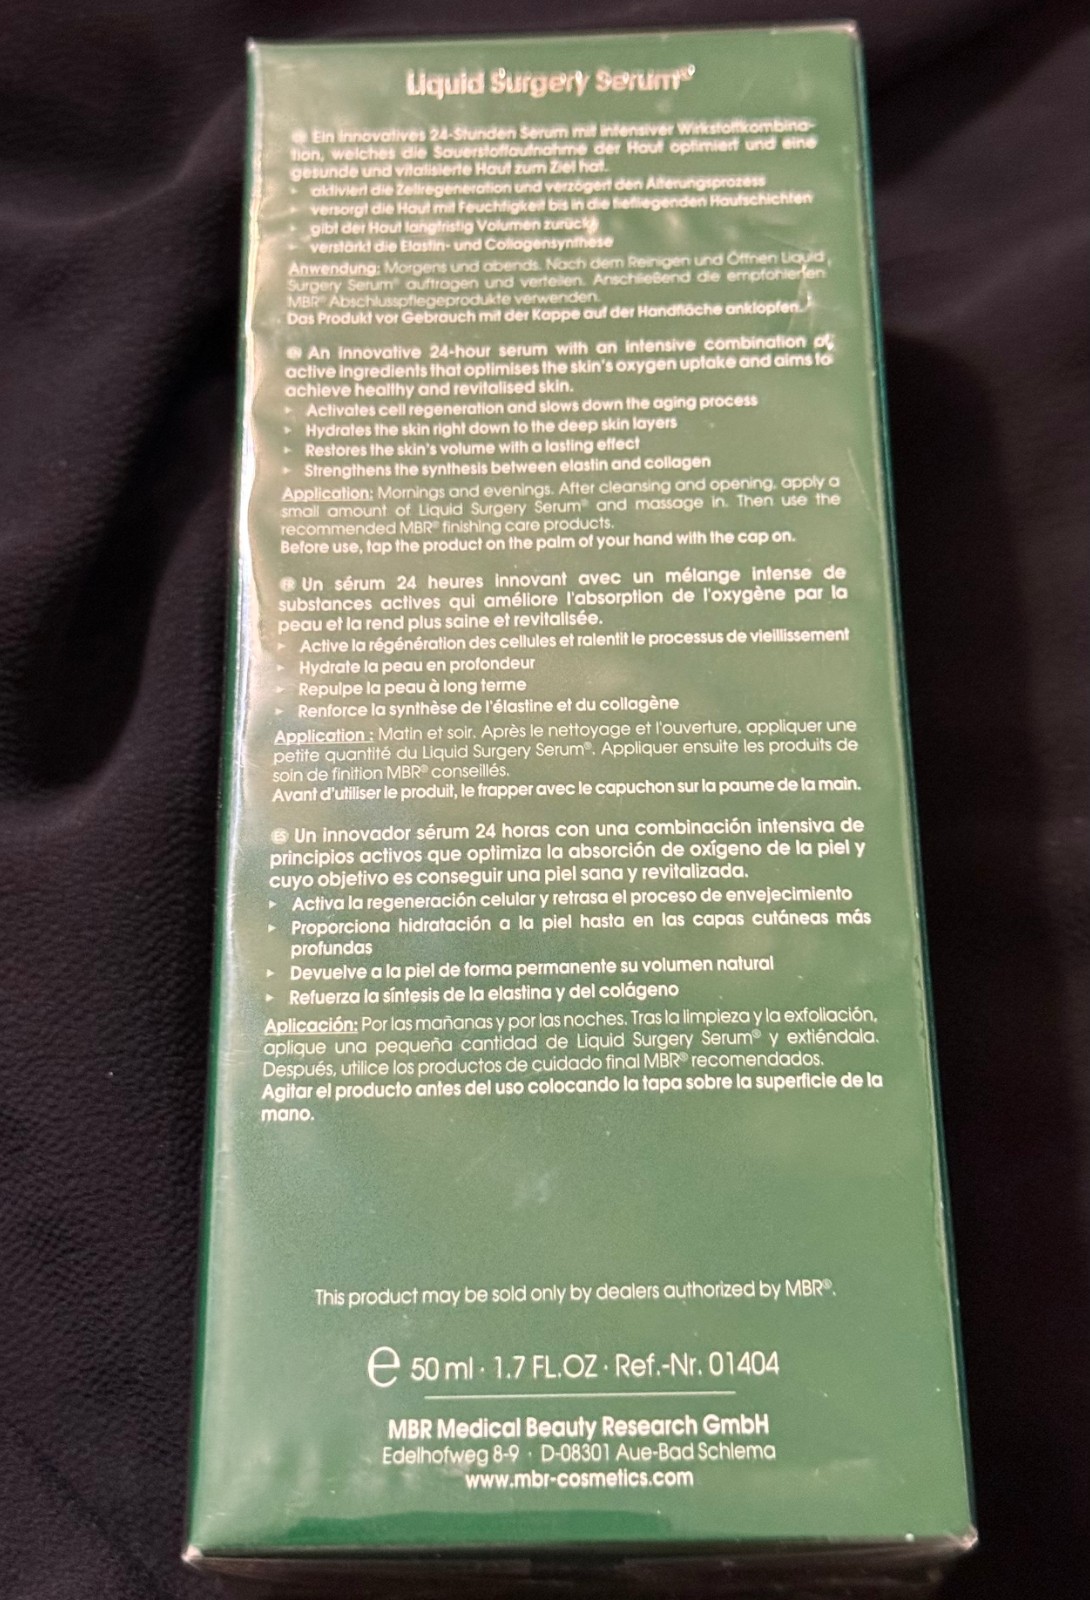 Liquid Surgery Serum®
DE Ein innovatives 24-Stunden Serum mit intensiver Wirkstoffkombina-
tion, welches die Sauerstoffaufnahme der Haut optimiert und eine
gesunde und vitalisierte Haut zum Ziel hat.
▸ aktiviert die Zellregeneration und verzögert den Alterungsprozess
▸ versorgt die Haut mit Feuchtigkeit bis in die tiefliegenden Hautschichten
▸ gibt der Haut langfristig Volumen zurück
▸ verstärkt die Elastin- und Collagensynthese
Anwendung: Morgens und abends. Nach dem Reinigen und Öffnen Liquid
Surgery Serum® auftragen und verteilen. Anschließend die empfohlenen
MBR® Abschlusspflegeprodukte verwenden.
Das Produkt vor Gebrauch mit der Kappe auf der Handfläche anklopfen.
EN An innovative 24-hour serum with an intensive combination of
active ingredients that optimises the skin's oxygen uptake and aims to
achieve healthy and revitalised skin.
▸ Activates cell regeneration and slows down the aging process
▸ Hydrates the skin right down to the deep skin layers
▸ Restores the skin's volume with a lasting effect
▸ Strengthens the synthesis between elastin and collagen
Application: Mornings and evenings. After cleansing and opening, apply a
small amount of Liquid Surgery Serum® and massage in. Then use the
recommended MBR® finishing care products.
Before use, tap the product on the palm of your hand with the cap on.
FR Un sérum 24 heures innovant avec un mélange intense de
substances actives qui améliore l'absorption de l'oxygène par la
peau et la rend plus saine et revitalisée.
▸ Active la régénération des cellules et ralentit le processus de vieillissement
▸ Hydrate la peau en profondeur
▸ Repulpe la peau à long terme
▸ Renforce la synthèse de l'élastine et du collagène
Application : Matin et soir. Après le nettoyage et l'ouverture, appliquer une
petite quantité du Liquid Surgery Serum®. Appliquer ensuite les produits de
soin de finition MBR® conseillés.
Avant d'utiliser le produit, le frapper avec le capuchon sur la paume de la main.
ES Un innovador sérum 24 horas con una combinación intensiva de
principios activos que optimiza la absorción de oxígeno de la piel y
cuyo objetivo es conseguir una piel sana y revitalizada.
▸ Activa la regeneración celular y retrasa el proceso de envejecimiento
▸ Proporciona hidratación a la piel hasta en las capas cutáneas más
profundas
▸ Devuelve a la piel de forma permanente su volumen natural
▸ Refuerza la síntesis de la elastina y del colágeno
Aplicación: Por las mañanas y por las noches. Tras la limpieza y la exfoliación,
aplique una pequeña cantidad de Liquid Surgery Serum® y extiéndala.
Después, utilice los productos de cuidado final MBR® recomendados.
Agitar el producto antes del uso colocando la tapa sobre la superficie de la
mano.
This product may be sold only by dealers authorized by MBR®.
e 50 ml · 1.7 FL.OZ · Ref.-Nr. 01404
MBR Medical Beauty Research GmbH
Edelhofweg 8-9 · D-08301 Aue-Bad Schlema
www.mbr-cosmetics.com